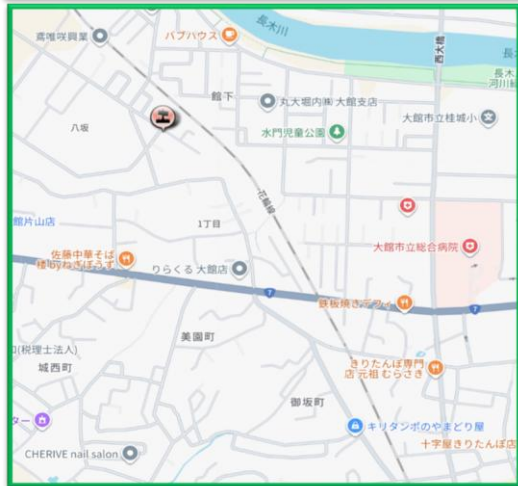 鳶唯咲興業
パブハウス
長木川
西大橋
長木
河川
館下
丸大堀内㈱ 大館支店
大館市立桂城小
八坂
水門児童公園
花輪線
館片山店
1丁目
佐藤中華そば
りらくる 大館店
大館市立総合病院
7
7
鉄板焼き
美園町
(税理士法人)
城西町
きりたんぽ専門
店 元祖 むらさき
御坂町
ター
キリタンポのやまどり屋
十字屋きりたんぽ店
CHERIVE nail salon